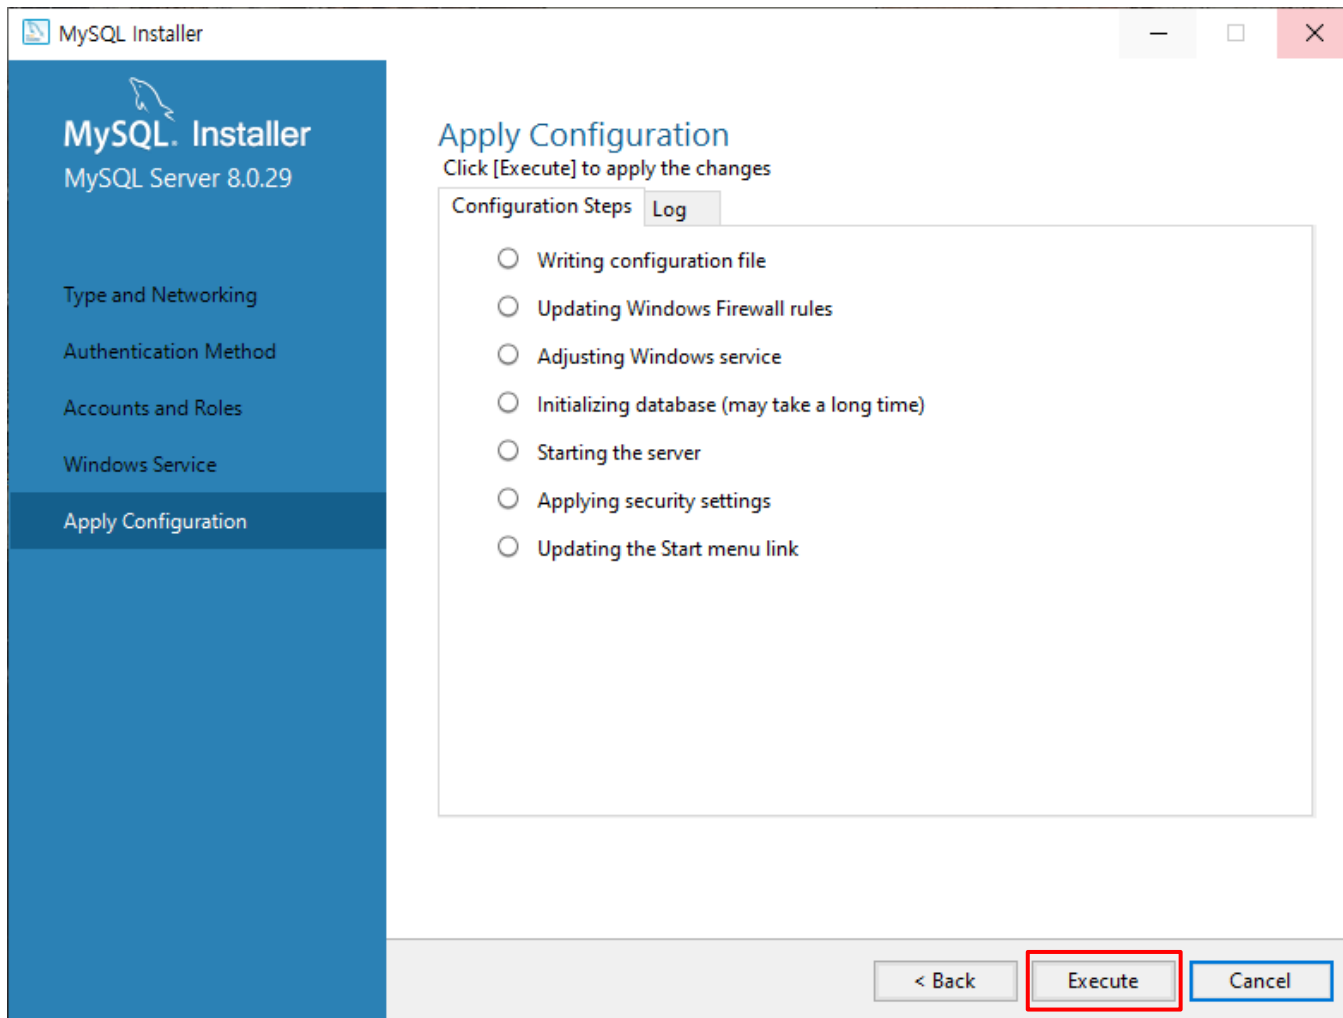 MySQL Installer
MySQL. Installer
MySQL Server 8.0.29
Type and Networking
Authentication Method
Accounts and Roles
Windows Service
Apply Configuration
Apply Configuration
Click [Execute] to apply the changes
Configuration Steps
Log
Writing configuration file
Updating Windows Firewall rules
Adjusting Windows service
Initializing database (may take a long time)
Starting the server
Applying security settings
Updating the Start menu link
< Back
Execute
Cancel